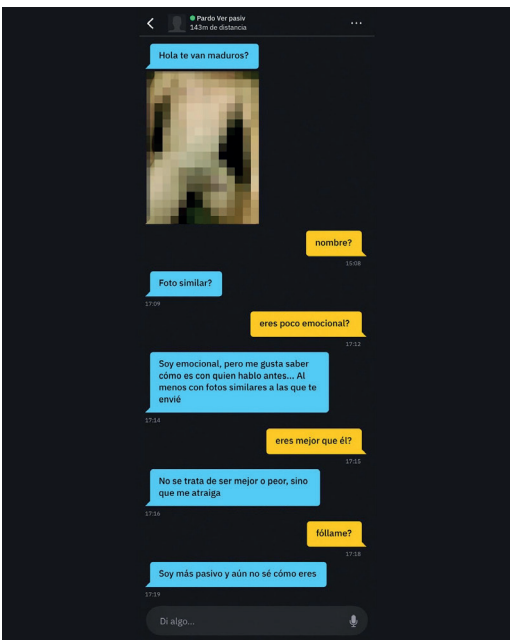 Pardo Ver pasiv
143m de distancia
Hola te van maduros?
nombre?
15:08
Foto similar?
17:09
eres poco emocional?
17:12
Soy emocional, pero me gusta saber
cómo es con quien hablo antes... Al
menos con fotos similares a las que te
envié
17:14
eres mejor que él?
17:15
No se trata de ser mejor o peor, sino
que me atraiga
17:16
fóllame?
17:18
Soy más pasivo y aún no sé cómo eres
17:19
Di algo...